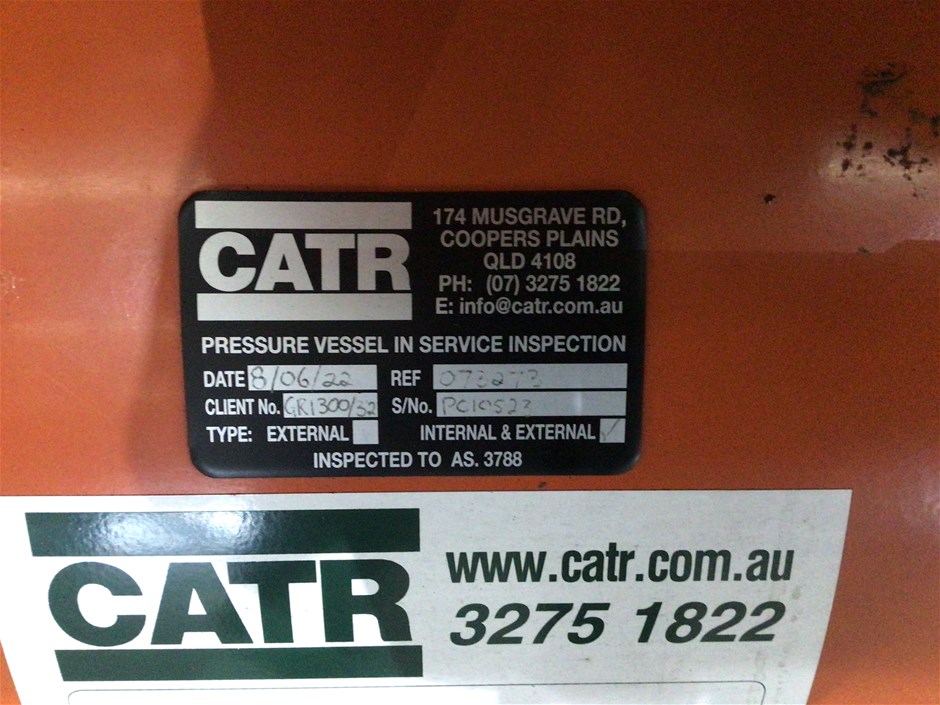 CATR
174 MUSGRAVE RD,
COOPERS PLAINS
QLD 4108
PH: (07) 3275 1822
E: info@catr.com.au
PRESSURE VESSEL IN SERVICE INSPECTION
DATE 8/06/22 REF 073273
CLIENT No. GR1300/32 S/No. PC10523
TYPE: EXTERNAL INTERNAL & EXTERNAL ✓
INSPECTED TO AS. 3788
CATR
www.catr.com.au
3275 1822